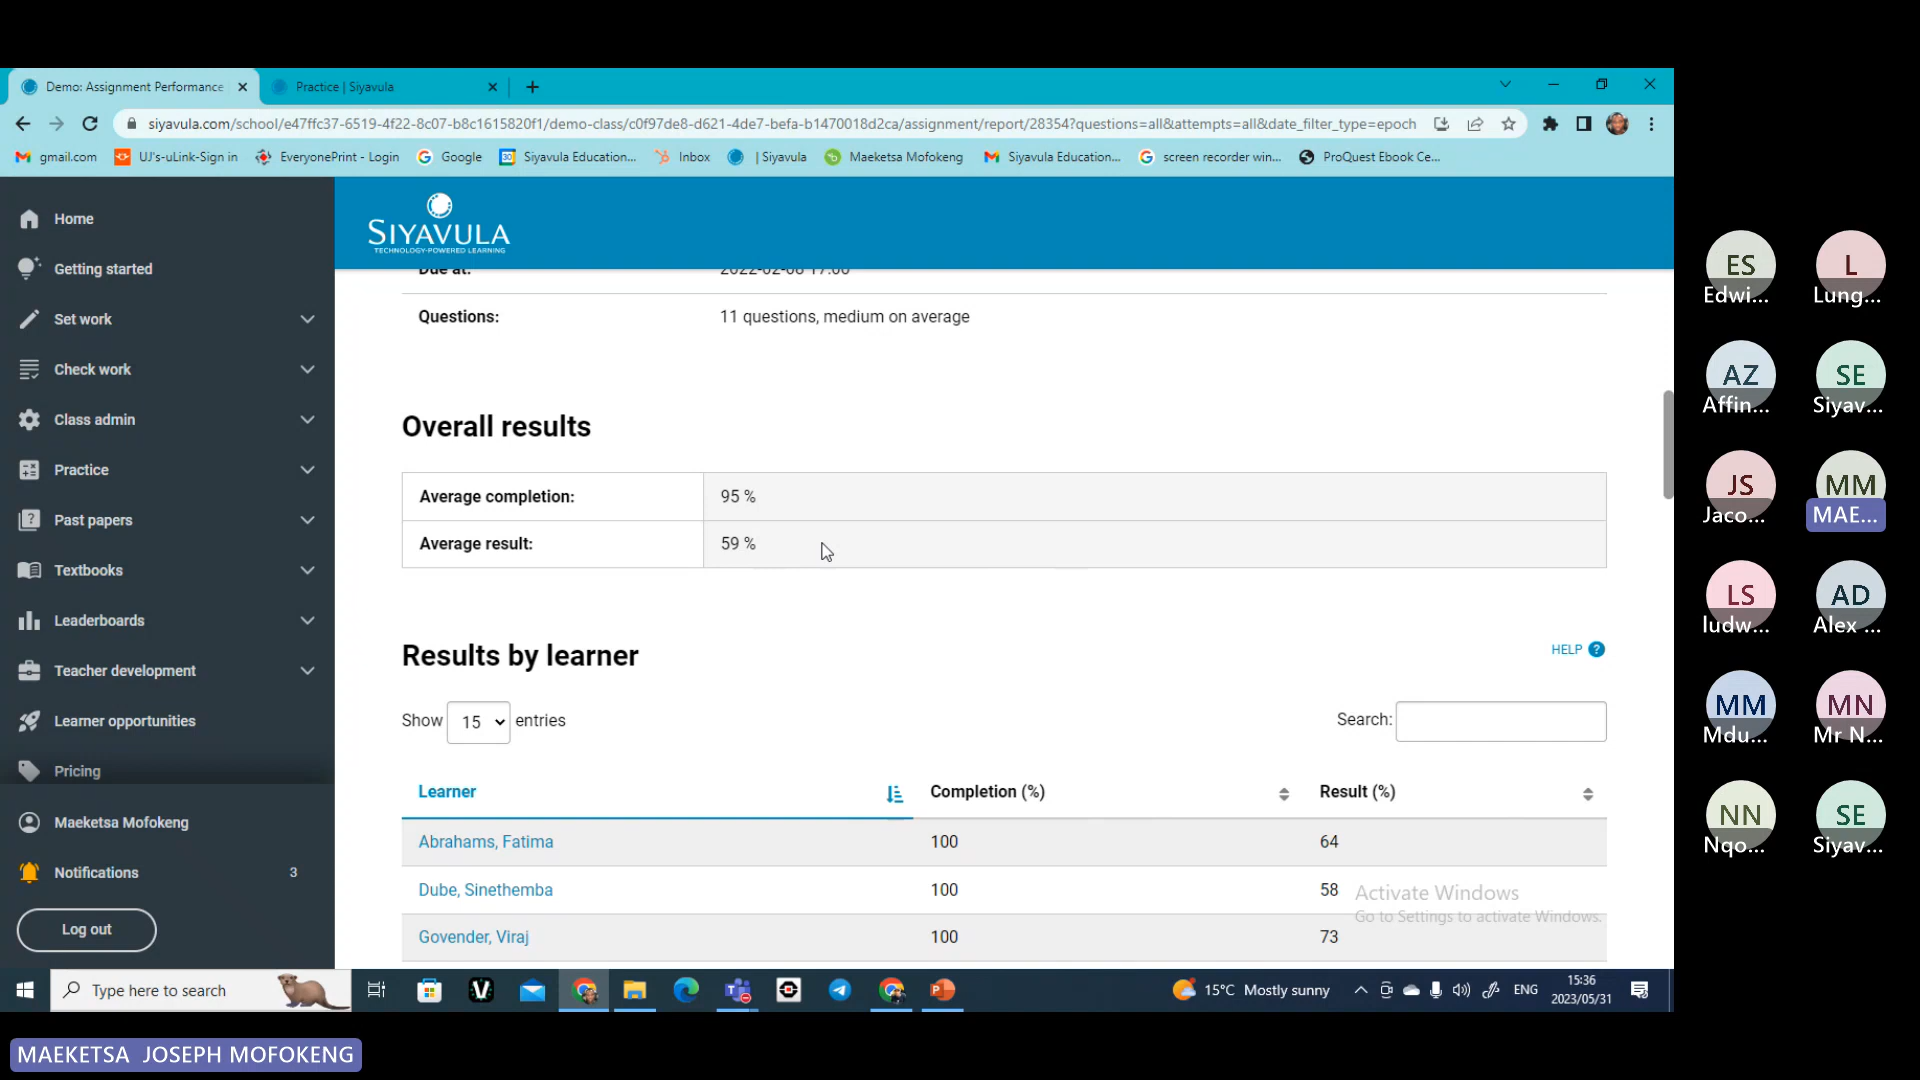 Demo: Assignment Performance
Practice | Siyavula
siyavula.com/school/e47ffc37-6519-4f22-8c07-b8c1615820f1/demo-class/c0f97de8-d621-4de7-befa-b1470018d2ca/assignment/report/28354?questions=all&attempts=all&date_filter_type=epoch
gmail.com
UJ's-uLink-Sign in
EveryonePrint - Login
Google
Siyavula Education...
Inbox
| Siyavula
Maeketsa Mofokeng
Siyavula Education...
screen recorder win...
ProQuest Ebook Ce...
Home
Getting started
Set work
Check work
Class admin
Practice
Past papers
Textbooks
Leaderboards
Teacher development
Learner opportunities
Pricing
Maeketsa Mofokeng
Notifications 3
Log out
SIYAVULA
TECHNOLOGY-POWERED LEARNING
Due at: 2022-02-08 17:00
Questions: 11 questions, medium on average
Overall results
Average completion: 95 %
Average result: 59 %
Results by learner
HELP ?
Show 15 entries
Search:
Learner Completion (%) Result (%)
Abrahams, Fatima 100 64
Dube, Sinethemba 100 58
Govender, Viraj 100 73
Activate Windows
Go to Settings to activate Windows.
Type here to search
15°C Mostly sunny
ENG
15:36
2023/05/31
ES
Edwi...
L
Lung...
AZ
Affin...
SE
Siyav...
JS
Jaco...
MM
MAE...
LS
ludw...
AD
Alex ...
MM
Mdu...
MN
Mr N...
NN
Nqo...
SE
Siyav...
MAEKETSA JOSEPH MOFOKENG